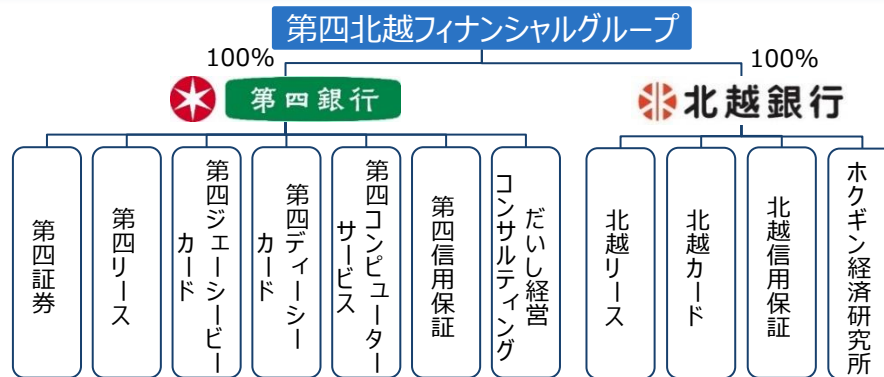 第四北越フィナンシャルグループ
100%
100%
第四銀行
北越銀行
第四証券
第四リース
第四ジェーシービー
カード
第四ディーシー
カード
第四コンピューター
サービス
第四信用保証
だいし経営
コンサルティング
北越リース
北越カード
北越信用保証
ホクギン経済研究所